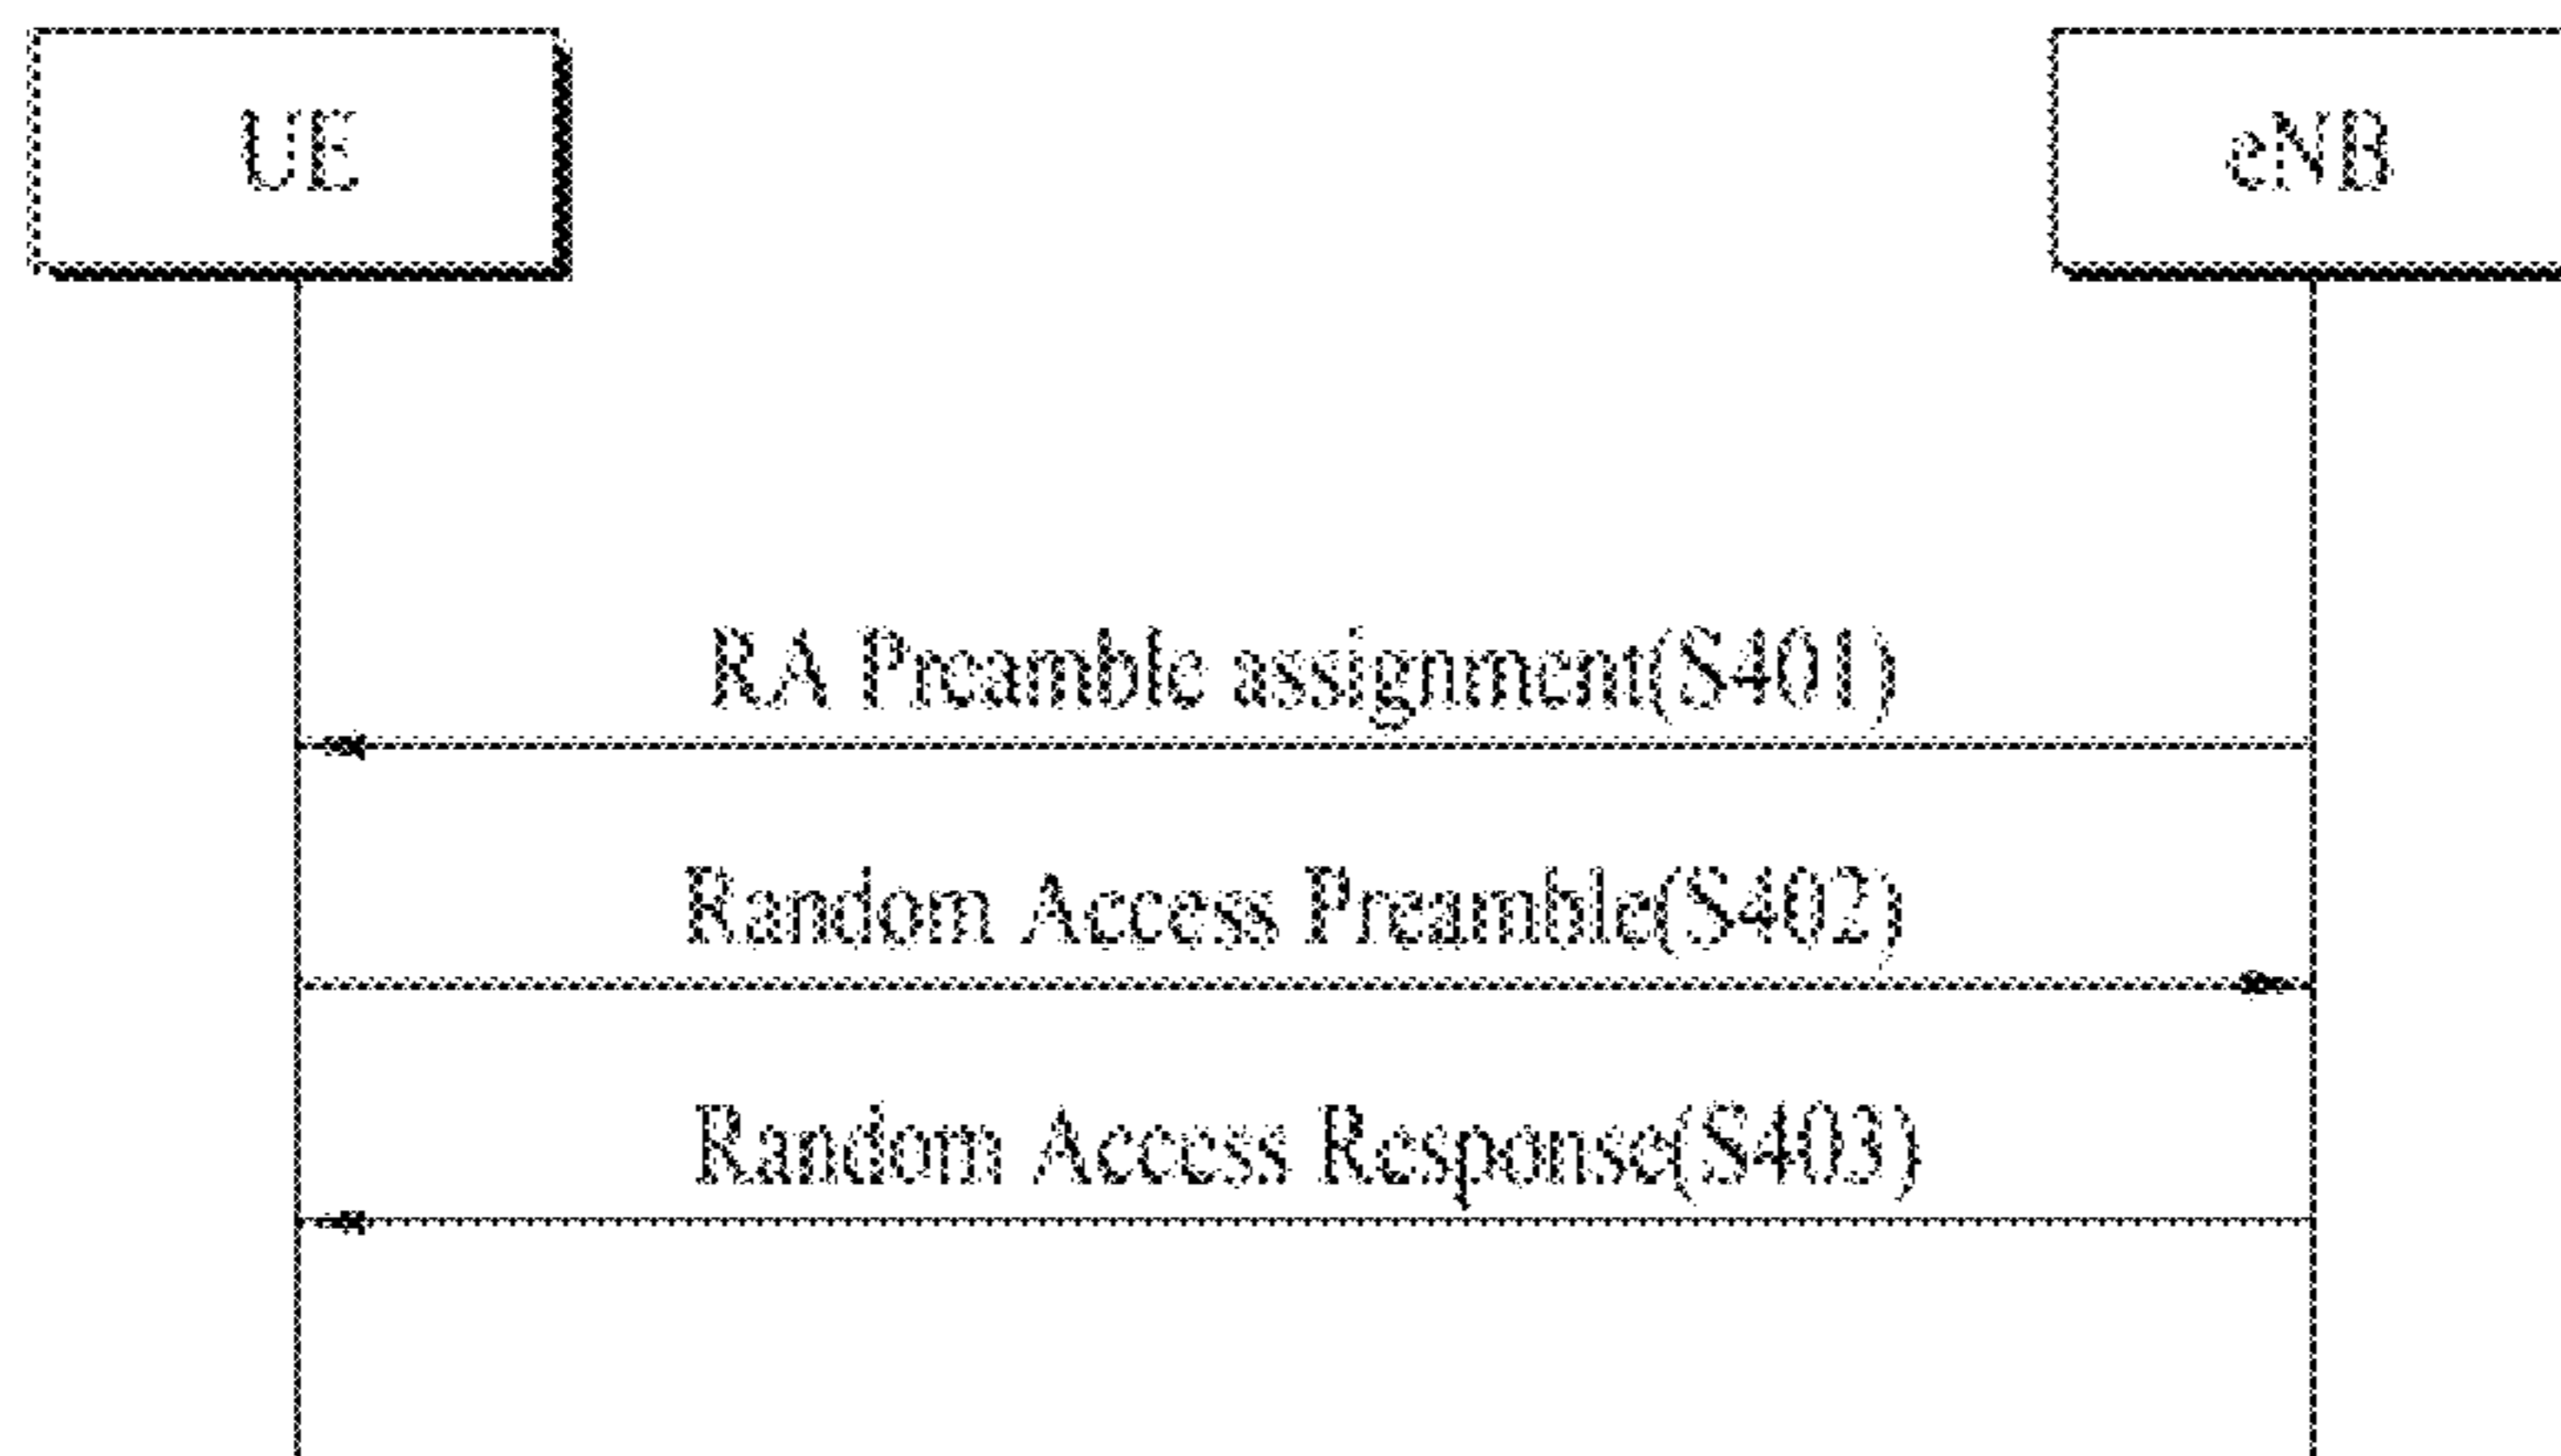 UE
eNB
RA Preamble assignment(S401)
Random Access Preamble(S402)
Random Access Response(S403)